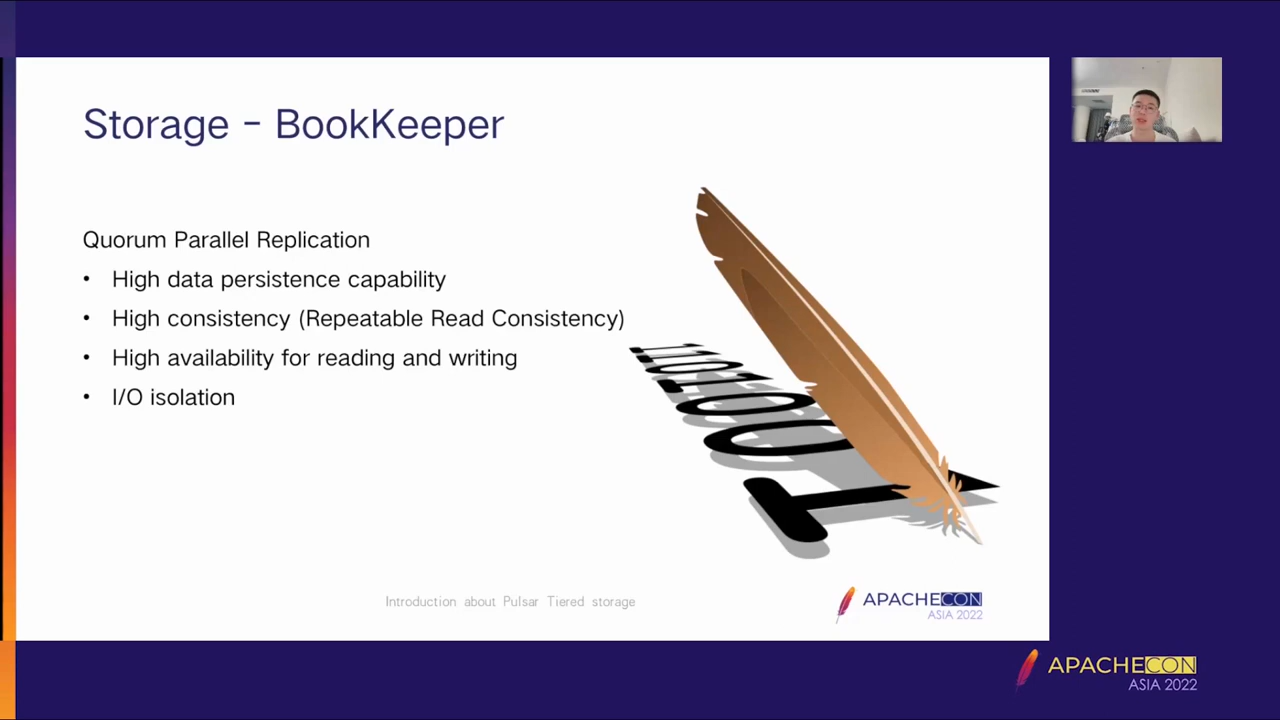 Storage - BookKeeper
Quorum Parallel Replication
• High data persistence capability
• High consistency (Repeatable Read Consistency)
• High availability for reading and writing
• I/O isolation
Introduction about Pulsar Tiered storage
APACHECON
ASIA 2022
APACHECON
ASIA 2022